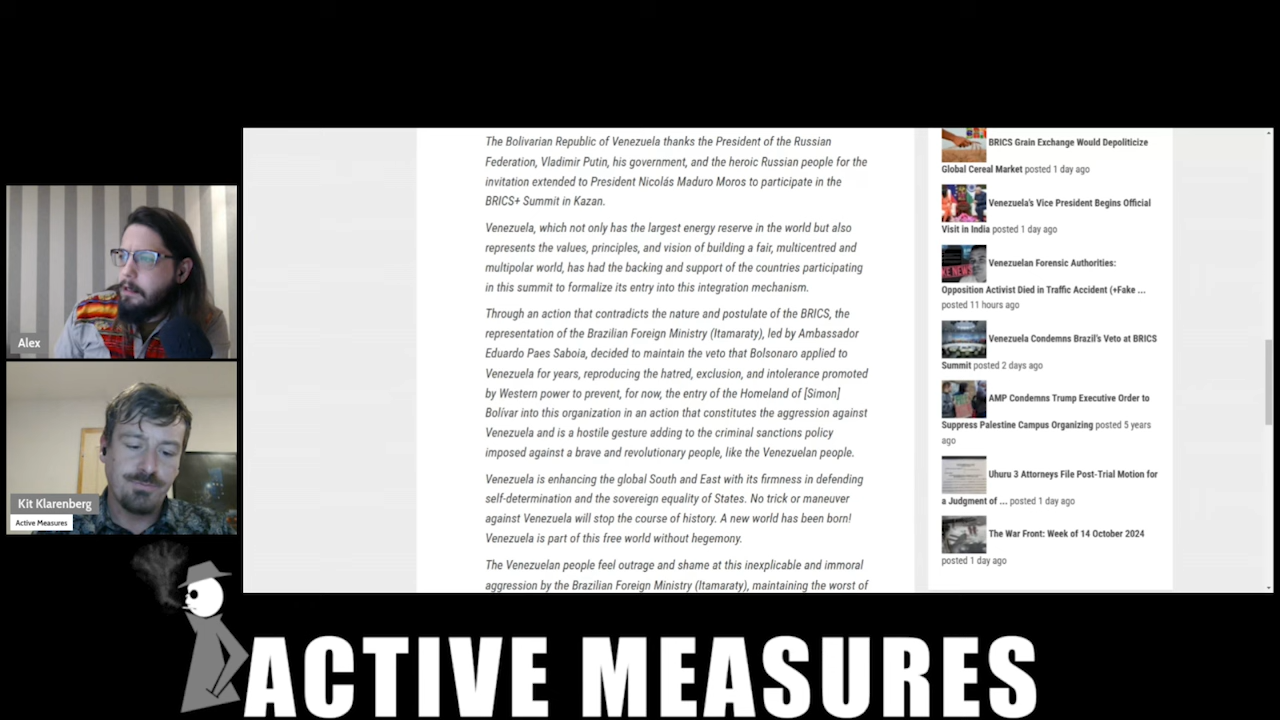 The Bolivarian Republic of Venezuela thanks the President of the Russian
Federation, Vladimir Putin, his government, and the heroic Russian people for the
invitation extended to President Nicolás Maduro Moros to participate in the
BRICS+ Summit in Kazan.
Venezuela, which not only has the largest energy reserve in the world but also
represents the values, principles, and vision of building a fair, multicentred and
multipolar world, has had the backing and support of the countries participating
in this summit to formalize its entry into this integration mechanism.
Through an action that contradicts the nature and postulate of the BRICS, the
representation of the Brazilian Foreign Ministry (Itamaraty), led by Ambassador
Eduardo Paes Saboia, decided to maintain the veto that Bolsonaro applied to
Venezuela for years, reproducing the hatred, exclusion, and intolerance promoted
by Western power to prevent, for now, the entry of the Homeland of [Simon]
Bolívar into this organization in an action that constitutes the aggression against
Venezuela and is a hostile gesture adding to the criminal sanctions policy
imposed against a brave and revolutionary people, like the Venezuelan people.
Venezuela is enhancing the global South and East with its firmness in defending
self-determination and the sovereign equality of States. No trick or maneuver
against Venezuela will stop the course of history. A new world has been born!
Venezuela is part of this free world without hegemony.
The Venezuelan people feel outrage and shame at this inexplicable and immoral
aggression by the Brazilian Foreign Ministry (Itamaraty), maintaining the worst of
BRICS Grain Exchange Would Depoliticize
Global Cereal Market posted 1 day ago
Venezuela's Vice President Begins Official
Visit in India posted 1 day ago
KE NEWS
Venezuelan Forensic Authorities:
Opposition Activist Died in Traffic Accident (+Fake ...
posted 11 hours ago
Venezuela Condemns Brazil's Veto at BRICS
Summit posted 2 days ago
AMP Condemns Trump Executive Order to
Suppress Palestine Campus Organizing posted 5 years
ago
Uhuru 3 Attorneys File Post-Trial Motion for
a Judgment of ... posted 1 day ago
The War Front: Week of 14 October 2024
posted 1 day ago
Alex
Kit Klarenberg
Active Measures
ACTIVE MEASURES